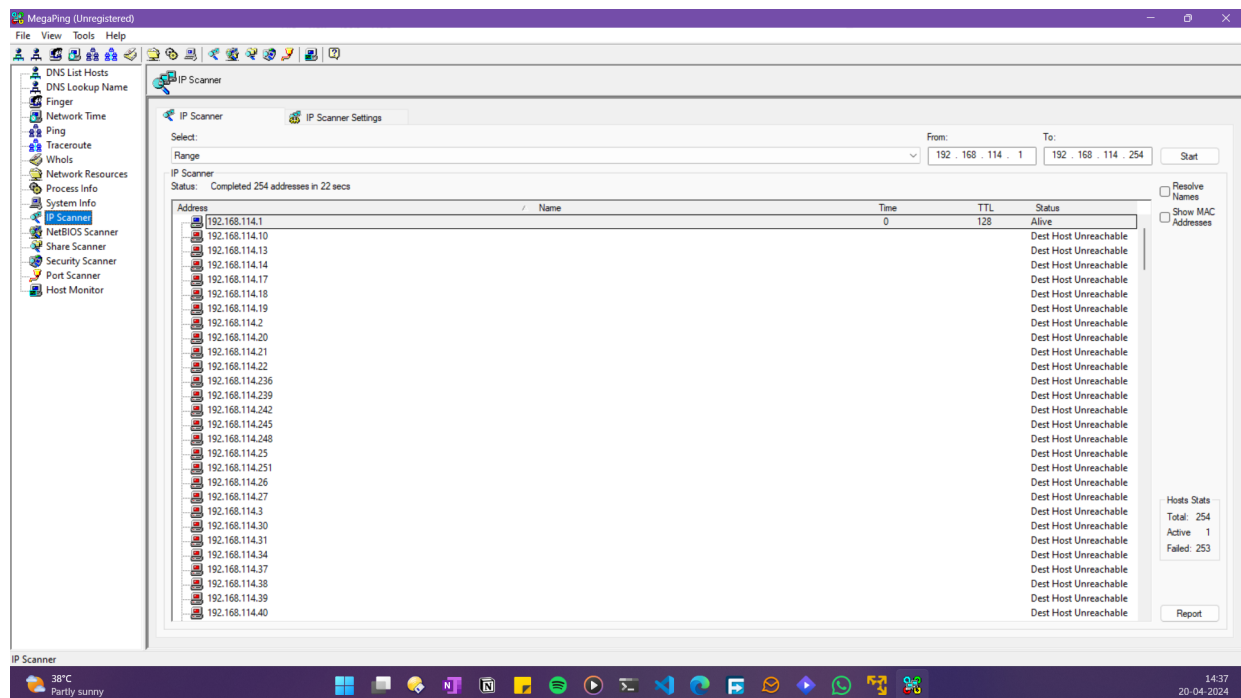 MegaPing (Unregistered)
File View Tools Help
DNS List Hosts
DNS Lookup Name
Finger
Network Time
Ping
Traceroute
WhoIs
Network Resources
Process Info
System Info
IP Scanner
NetBIOS Scanner
Share Scanner
Security Scanner
Port Scanner
Host Monitor
IP Scanner
IP Scanner IP Scanner Settings
Select: From: To:
Range 192 . 168 . 114 . 1 192 . 168 . 114 . 254 Start
IP Scanner
Status: Completed 254 addresses in 22 secs
Resolve
Names
Show MAC
Addresses
Address / Name Time TTL Status
192.168.114.1 0 128 Alive
192.168.114.10 Dest Host Unreachable
192.168.114.13 Dest Host Unreachable
192.168.114.14 Dest Host Unreachable
192.168.114.17 Dest Host Unreachable
192.168.114.18 Dest Host Unreachable
192.168.114.19 Dest Host Unreachable
192.168.114.2 Dest Host Unreachable
192.168.114.20 Dest Host Unreachable
192.168.114.21 Dest Host Unreachable
192.168.114.22 Dest Host Unreachable
192.168.114.236 Dest Host Unreachable
192.168.114.239 Dest Host Unreachable
192.168.114.242 Dest Host Unreachable
192.168.114.245 Dest Host Unreachable
192.168.114.248 Dest Host Unreachable
192.168.114.25 Dest Host Unreachable
192.168.114.251 Dest Host Unreachable
192.168.114.26 Dest Host Unreachable
192.168.114.27 Dest Host Unreachable
192.168.114.3 Dest Host Unreachable
192.168.114.30 Dest Host Unreachable
192.168.114.31 Dest Host Unreachable
192.168.114.34 Dest Host Unreachable
192.168.114.37 Dest Host Unreachable
192.168.114.38 Dest Host Unreachable
192.168.114.39 Dest Host Unreachable
192.168.114.40 Dest Host Unreachable
Hosts Stats
Total: 254
Active 1
Failed: 253
Report
IP Scanner
38°C
Partly sunny
14:37
20-04-2024